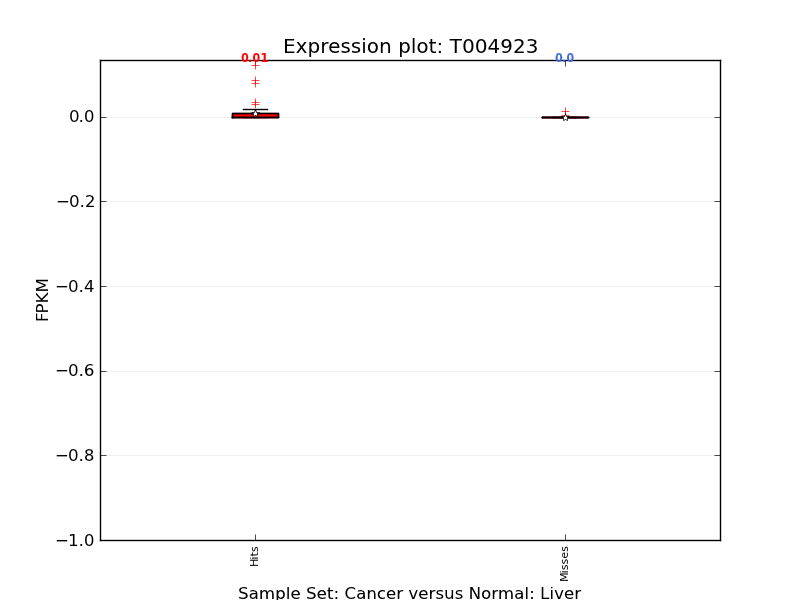 Expression plot: T004923
0.01
0.0
0.0
−0.2
−0.4
−0.6
−0.8
−1.0
FPKM
Hits
Misses
Sample Set: Cancer versus Normal: Liver